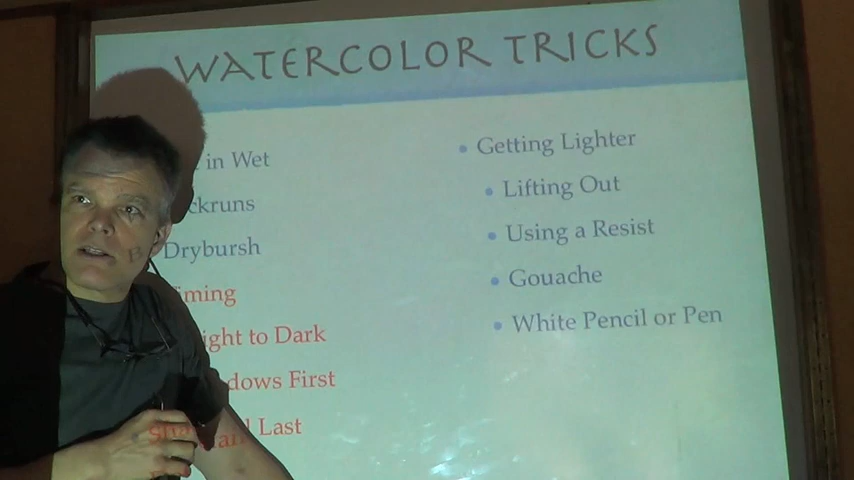 WATERCOLOR TRICKS
in Wet
ckruns
Dryбursh
ming
ight to Dark
dows First
Last
Getting Lighter
Lifting Out
Using a Resist
Gouache
White Pencil or Pen